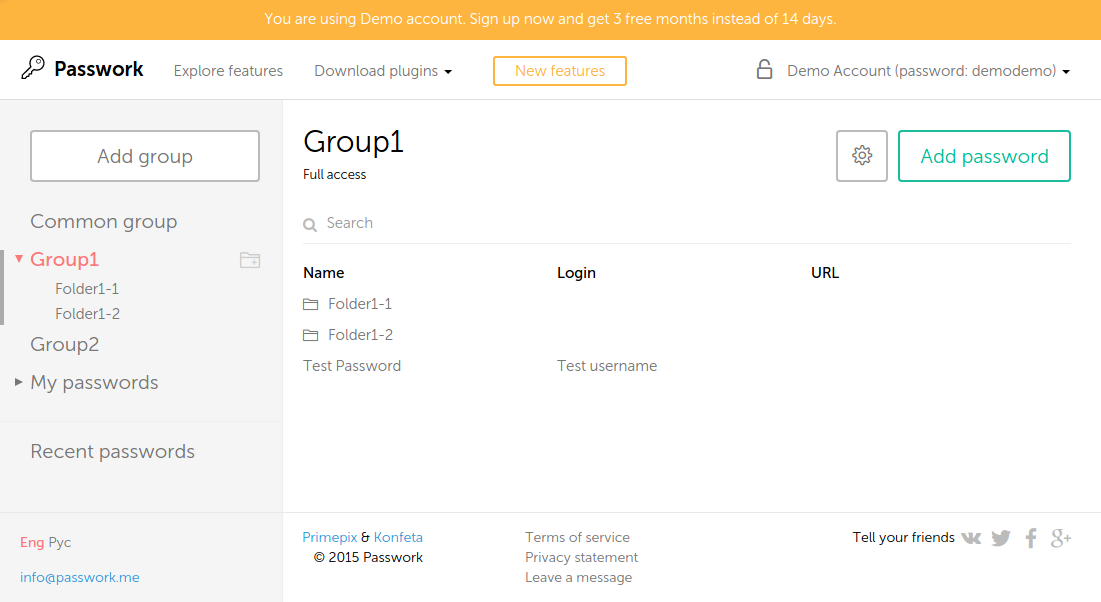 You are using Demo account. Sign up now and get 3 free months instead of 14 days.
Passwork
Explore features
Download plugins
New features
Demo Account (password: demodemo)
Add group
Common group
Group1
Folder1-1
Folder1-2
Group2
My passwords
Recent passwords
Group1
Full access
Add password
Search
Name Login URL
Folder1-1
Folder1-2
Test Password Test username
Eng Рус
info@passwork.me
Primepix & Konfeta
© 2015 Passwork
Terms of service
Privacy statement
Leave a message
Tell your friends